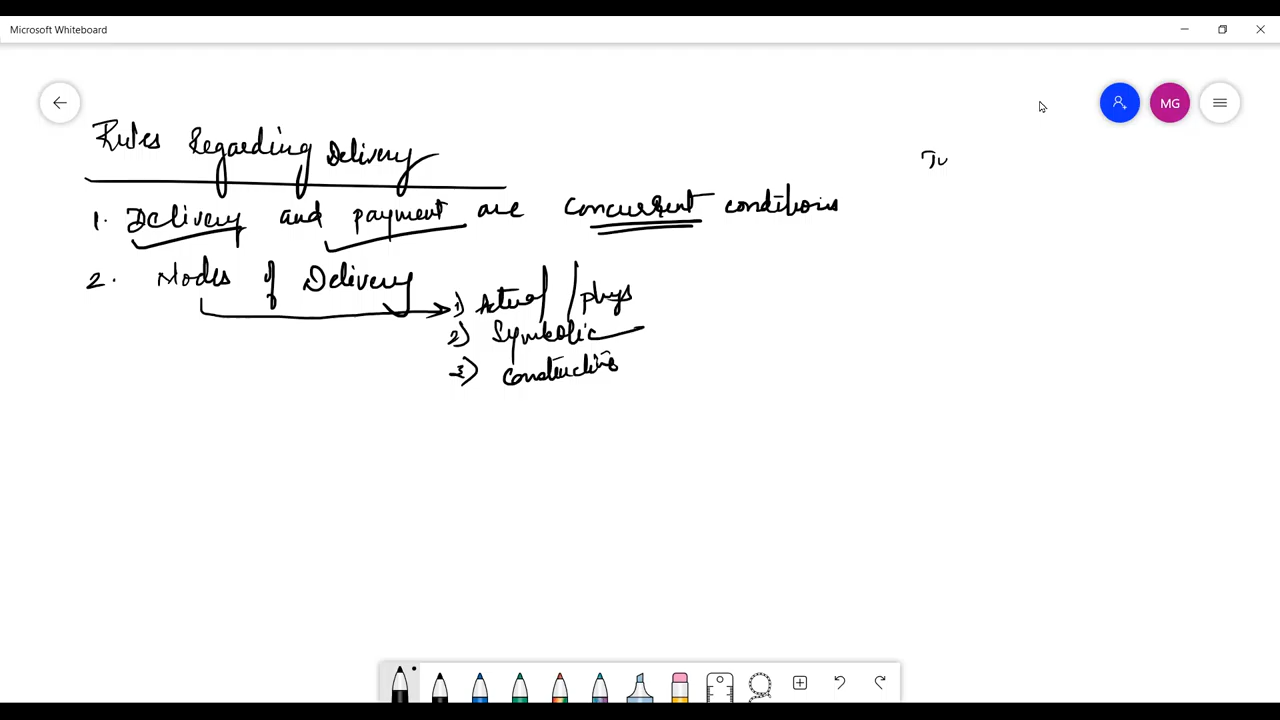 Microsoft Whiteboard
MG
Rules Regarding Delivery
1. Delivery and payment are concurrent conditions
2. Modes of Delivery
1) Actual / phys
2) Symbolic
3) Constructive